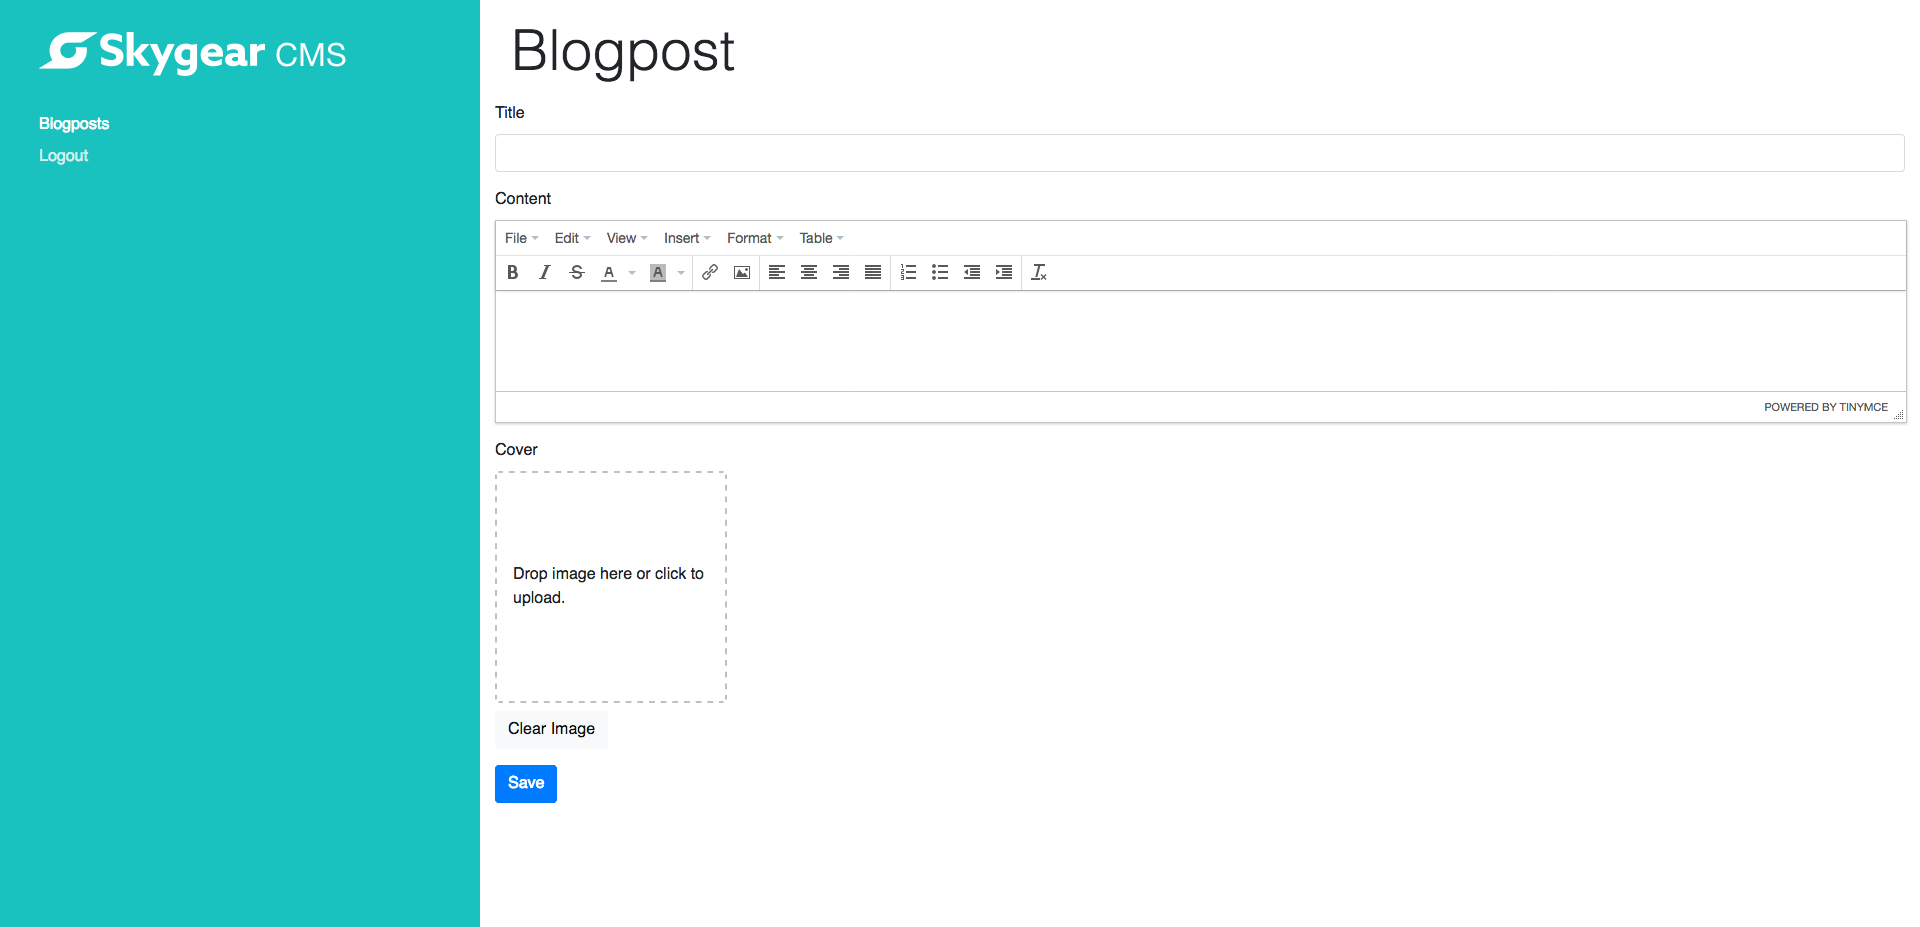 Skygear CMS
Blogposts
Logout
Blogpost
Title
Content
File Edit View Insert Format Table
B I S A A
POWERED BY TINYMCE
Cover
Drop image here or click to
upload.
Clear Image
Save